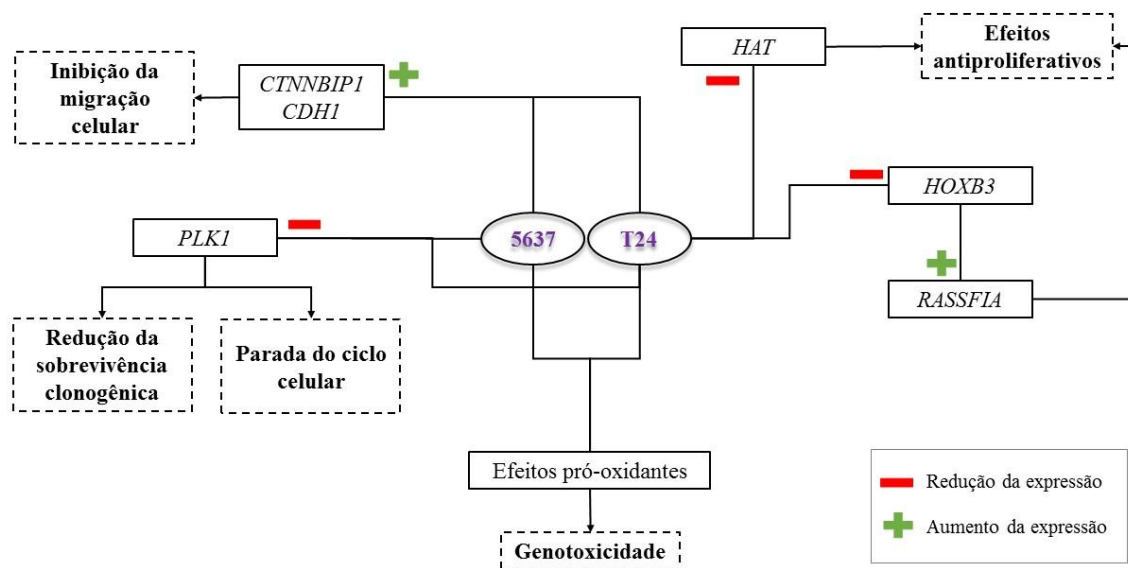 HAT
Efeitos
antiproliferativos
Inibição da
migração
celular
CTNNBIP1
CDH1
HOXB3
PLK1
5637
T24
RASSFIA
Redução da
sobrevivência
clonogênica
Parada do ciclo
celular
Efeitos pró-oxidantes
Genotoxicidade
Redução da expressão
Aumento da expressão